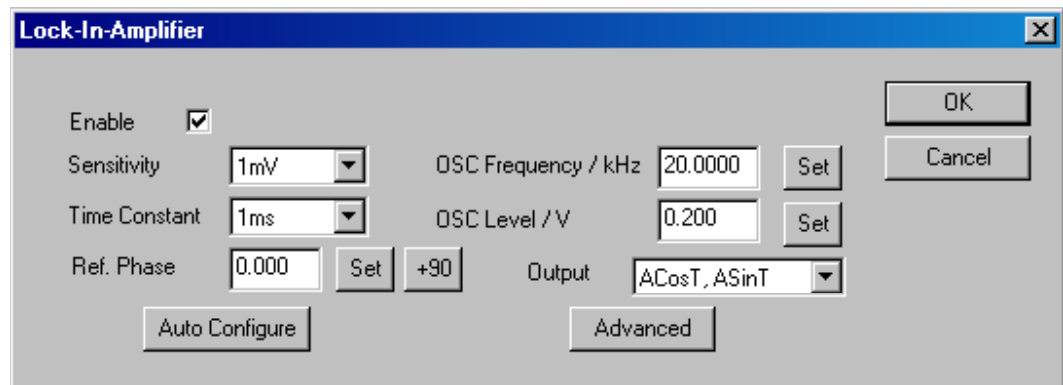 Lock-In-Amplifier
OK
Enable
Cancel
Sensitivity 1mV OSC Frequency / kHz 20.0000 Set
Time Constant 1ms OSC Level / V 0.200 Set
Ref. Phase 0.000 Set +90 Output ACosT, ASinT
Auto Configure Advanced